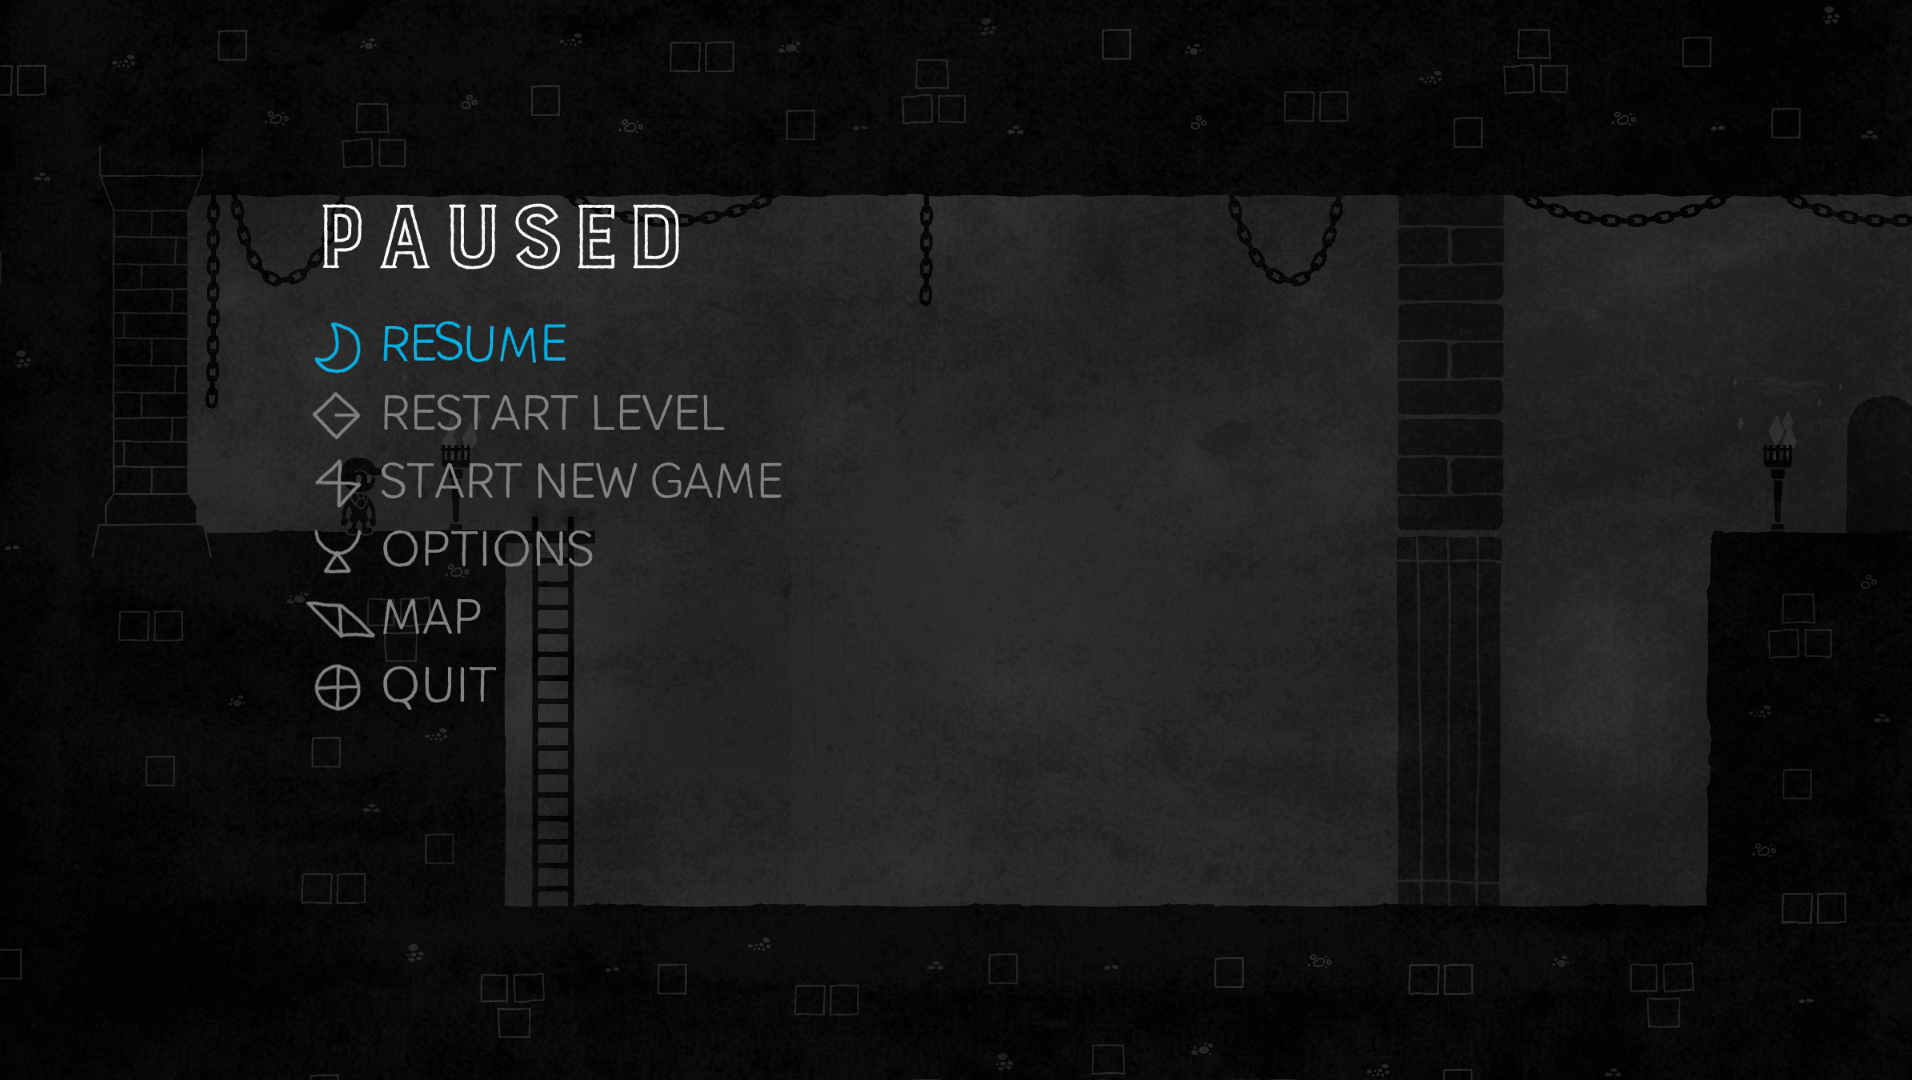 PAUSED
RESUME
RESTART LEVEL
START NEW GAME
OPTIONS
MAP
QUIT